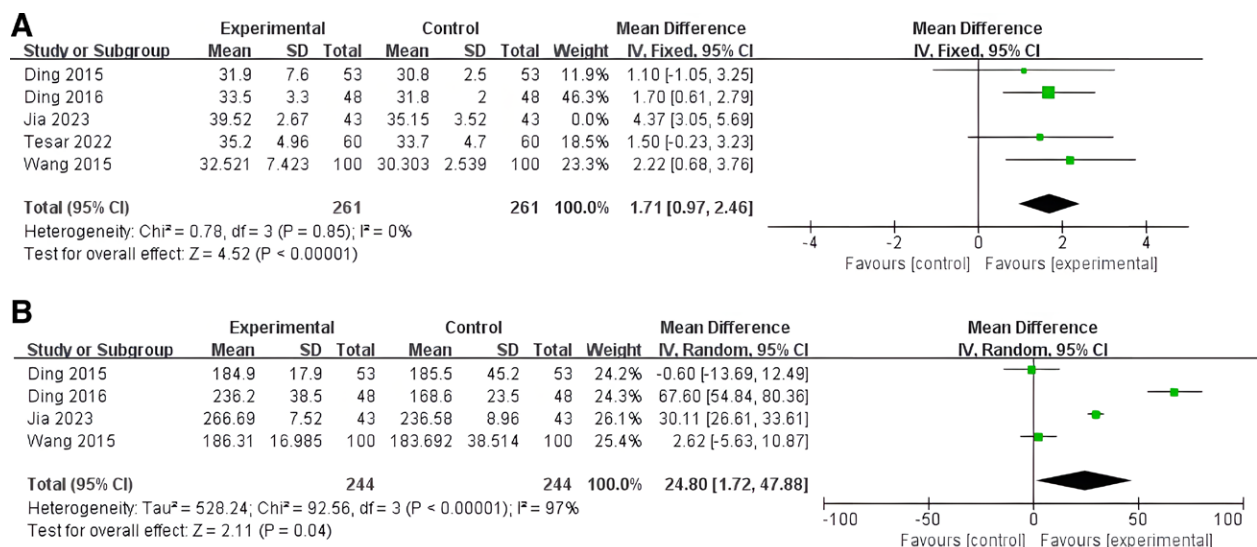 A
Experimental Control Mean Difference Mean Difference
Study or Subgroup Mean SD Total Mean SD Total Weight IV, Fixed, 95% CI IV, Fixed, 95% CI
Ding 2015 31.9 7.6 53 30.8 2.5 53 11.9% 1.10 [-1.05, 3.25]
Ding 2016 33.5 3.3 48 31.8 2 48 46.3% 1.70 [0.61, 2.79]
Jia 2023 39.52 2.67 43 35.15 3.52 43 0.0% 4.37 [3.05, 5.69]
Tesar 2022 35.2 4.96 60 33.7 4.7 60 18.5% 1.50 [-0.23, 3.23]
Wang 2015 32.521 7.423 100 30.303 2.539 100 23.3% 2.22 [0.68, 3.76]
Total (95% CI) 261 261 100.0% 1.71 [0.97, 2.46]
Heterogeneity: Chi² = 0.78, df = 3 (P = 0.85); I² = 0%
Test for overall effect: Z = 4.52 (P < 0.00001)
-4 -2 0 2 4
Favours [control] Favours [experimental]
B
Experimental Control Mean Difference Mean Difference
Study or Subgroup Mean SD Total Mean SD Total Weight IV, Random, 95% CI IV, Random, 95% CI
Ding 2015 184.9 17.9 53 185.5 45.2 53 24.2% -0.60 [-13.69, 12.49]
Ding 2016 236.2 38.5 48 168.6 23.5 48 24.3% 67.60 [54.84, 80.36]
Jia 2023 266.69 7.52 43 236.58 8.96 43 26.1% 30.11 [26.61, 33.61]
Wang 2015 186.31 16.985 100 183.692 38.514 100 25.4% 2.62 [-5.63, 10.87]
Total (95% CI) 244 244 100.0% 24.80 [1.72, 47.88]
Heterogeneity: Tau² = 528.24; Chi² = 92.56, df = 3 (P < 0.00001); I² = 97%
Test for overall effect: Z = 2.11 (P = 0.04)
-100 -50 0 50 100
Favours [control] Favours [experimental]